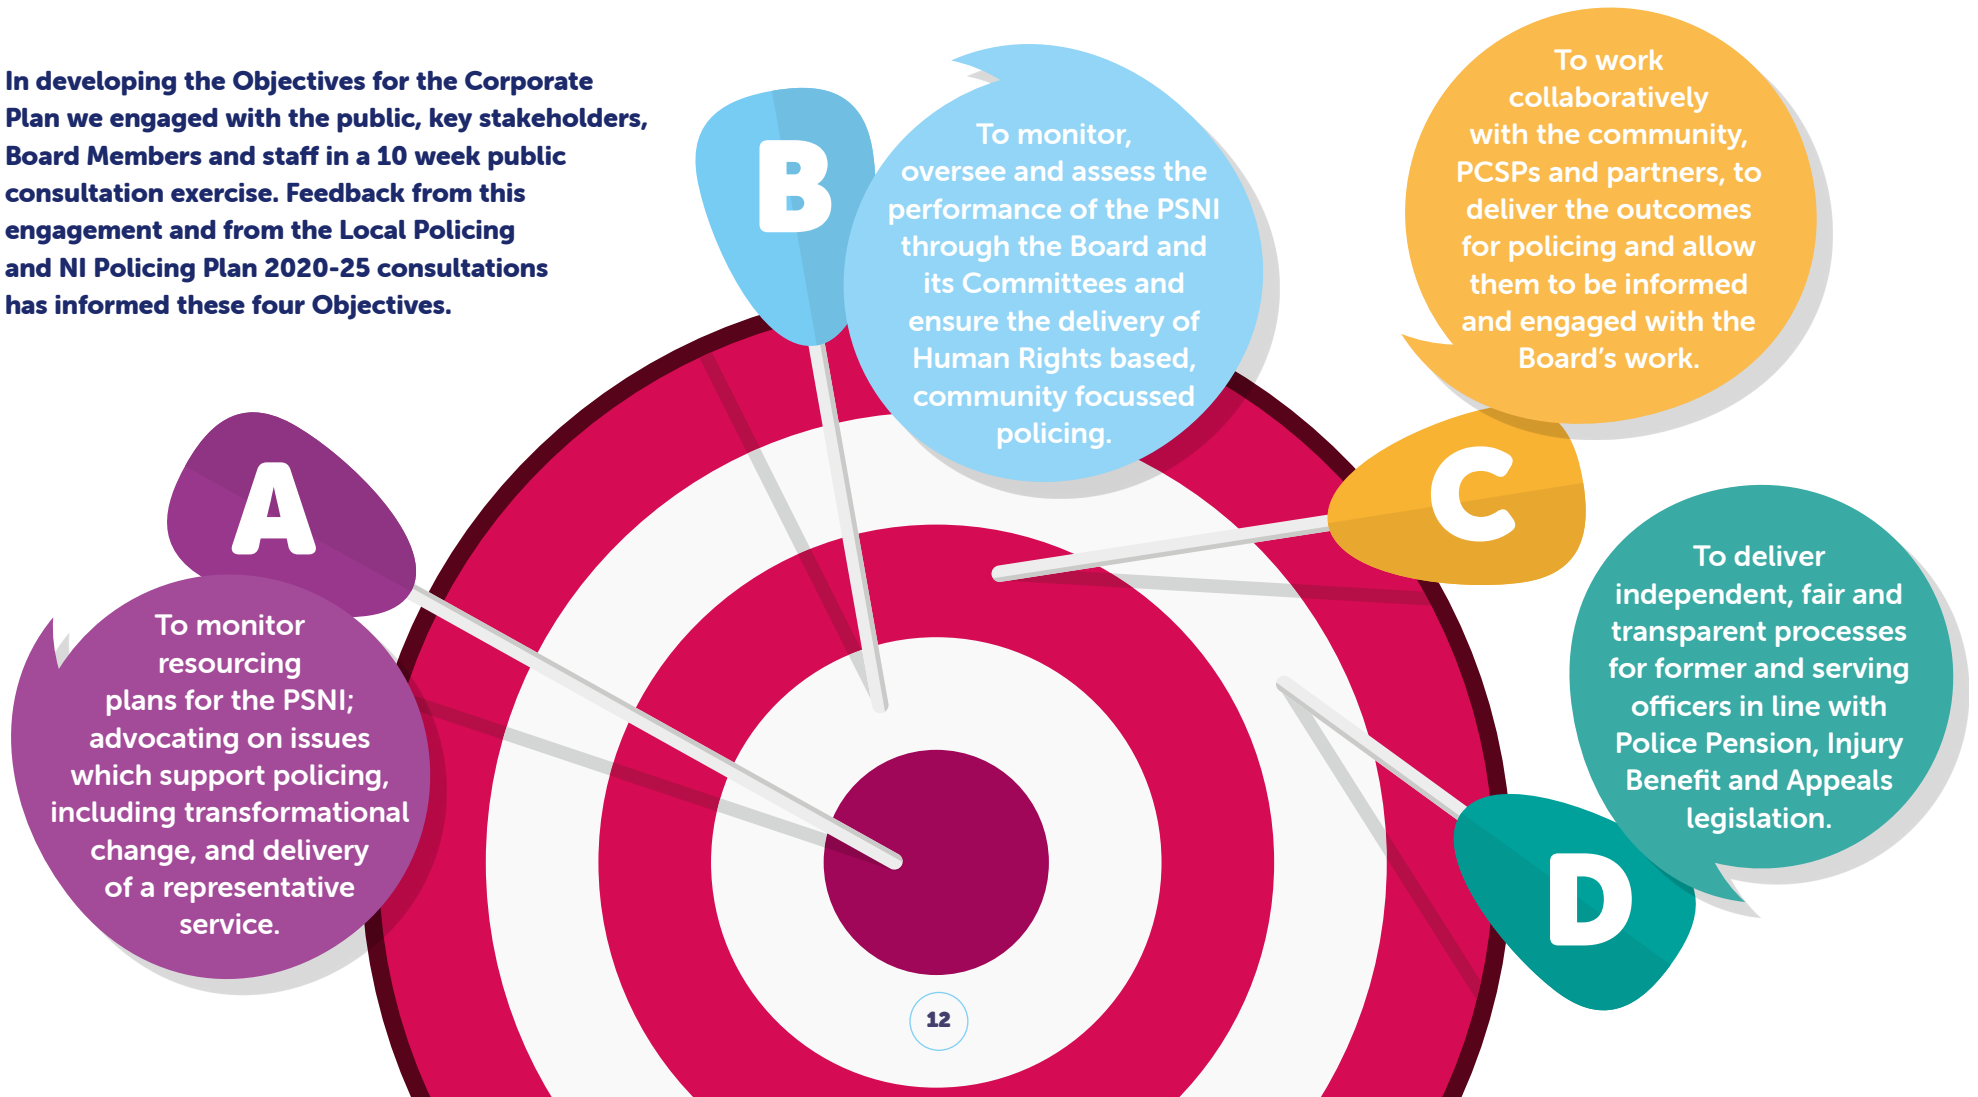 In developing the Objectives for the Corporate
Plan we engaged with the public, key stakeholders,
Board Members and staff in a 10 week public
consultation exercise. Feedback from this
engagement and from the Local Policing
and NI Policing Plan 2020-25 consultations
has informed these four Objectives.
A
To monitor
resourcing
plans for the PSNI;
advocating on issues
which support policing,
including transformational
change, and delivery
of a representative
service.
B
To monitor,
oversee and assess the
performance of the PSNI
through the Board and
its Committees and
ensure the delivery of
Human Rights based,
community focussed
policing.
C
To work
collaboratively
with the community,
PCSPs and partners, to
deliver the outcomes
for policing and allow
them to be informed
and engaged with the
Board’s work.
D
To deliver
independent, fair and
transparent processes
for former and serving
officers in line with
Police Pension, Injury
Benefit and Appeals
legislation.
12